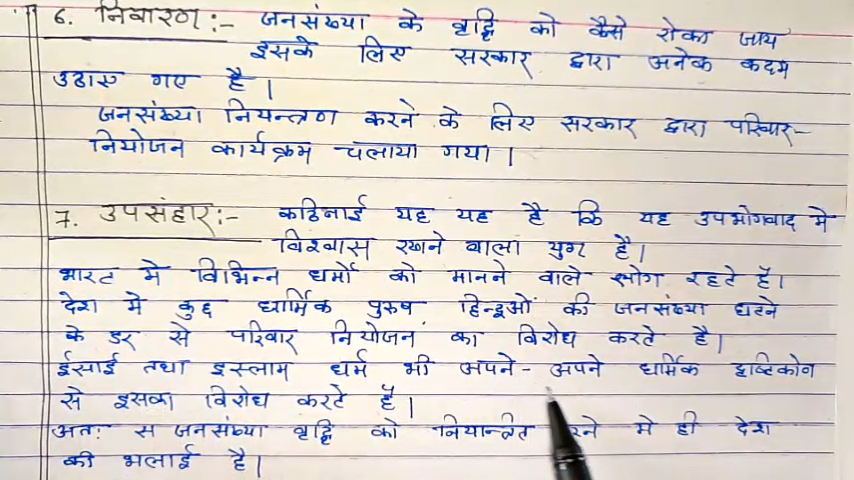 6. निवारण :- जनसंख्या के वृद्धि को कैसे रोका जाय
इसके लिए सरकार द्वारा अनेक कदम
उठाए गए है।
जनसंख्या नियन्त्रण करने के लिए सरकार द्वारा परिवार-
नियोजन कार्यक्रम चलाया गया।
7. उपसंहार :- कठिनाई यह यह है कि यह उपभोगवाद मे
विश्वास रखने वाला युग है।
भारत मे विभिन्न धर्मो को मानने वाले लोग रहते हैं।
देश मे कुछ धार्मिक पुरुष हिन्दूओं की जनसंख्या घटने
के डर से परिवार नियोजन का विरोध करते है।
ईसाई तथा इस्लाम धर्म भी अपने-अपने धार्मिक दृष्टिकोन
से इसका विरोध करते हैं।
अत: स जनसंख्या वृद्धि को नियान्त्रित रने मे ही देश
की भलाई है।